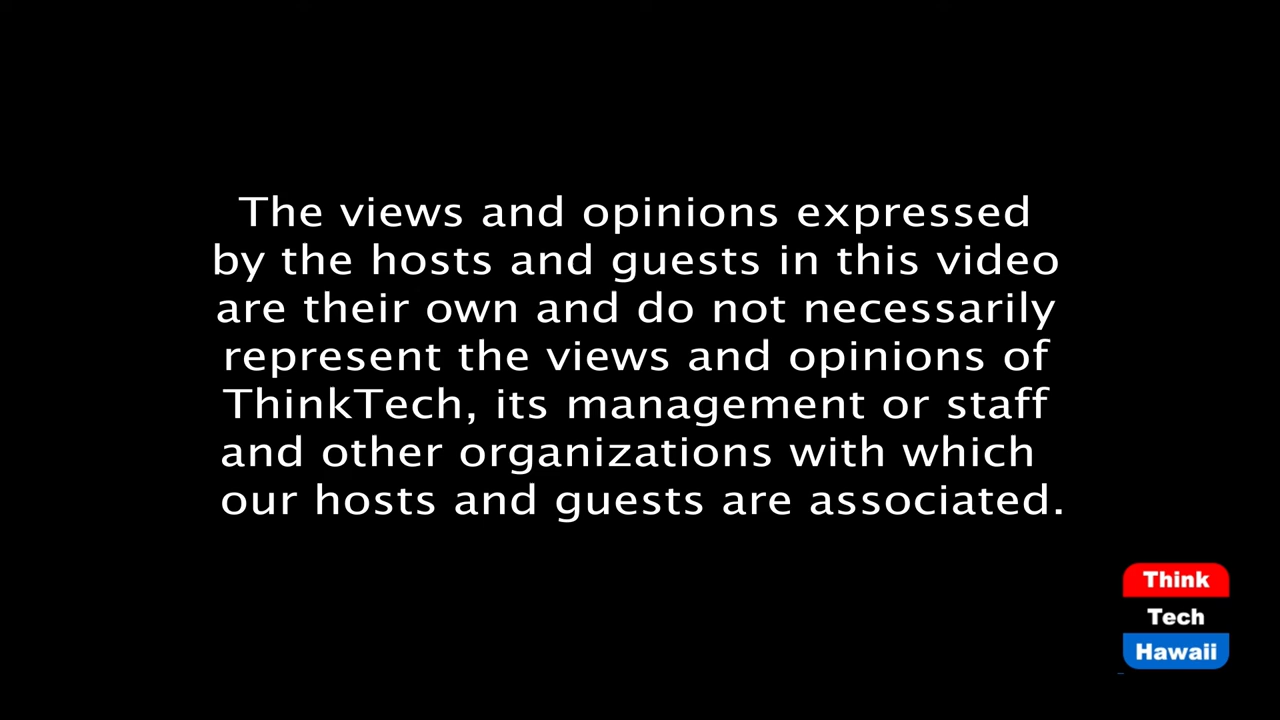 The views and opinions expressed
by the hosts and guests in this video
are their own and do not necessarily
represent the views and opinions of
ThinkTech, its management or staff
and other organizations with which
our hosts and guests are associated.
Think
Tech
Hawaii